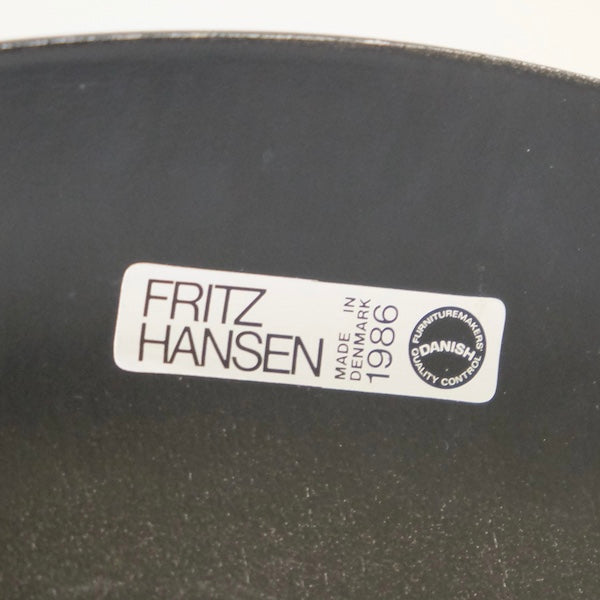 FRITZ
HANSEN
MADE IN
DENMARK
1986
FURNITUREMAKERS'
DANISH
QUALITY CONTROL